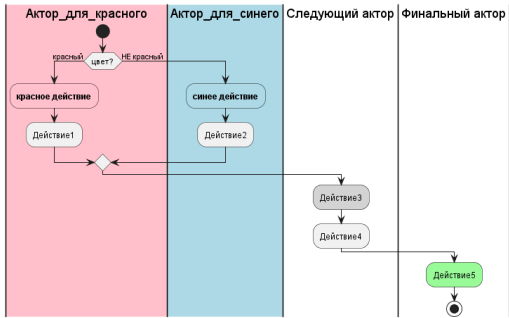 Актор_для_красного
Актор_для_синего
Следующий актор
Финальный актор
красный
цвет?
НЕ красный
красное действие
синее действие
Действие1
Действие2
Действие3
Действие4
Действие5